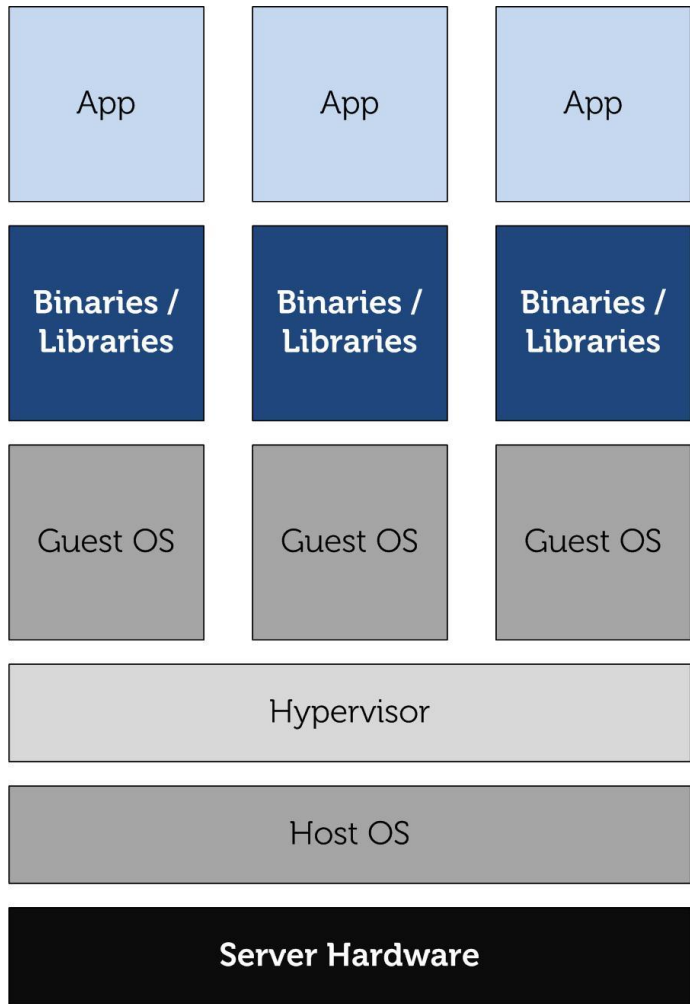 App
App
App
Binaries /
Libraries
Binaries /
Libraries
Binaries /
Libraries
Guest OS
Guest OS
Guest OS
Hypervisor
Host OS
Server Hardware